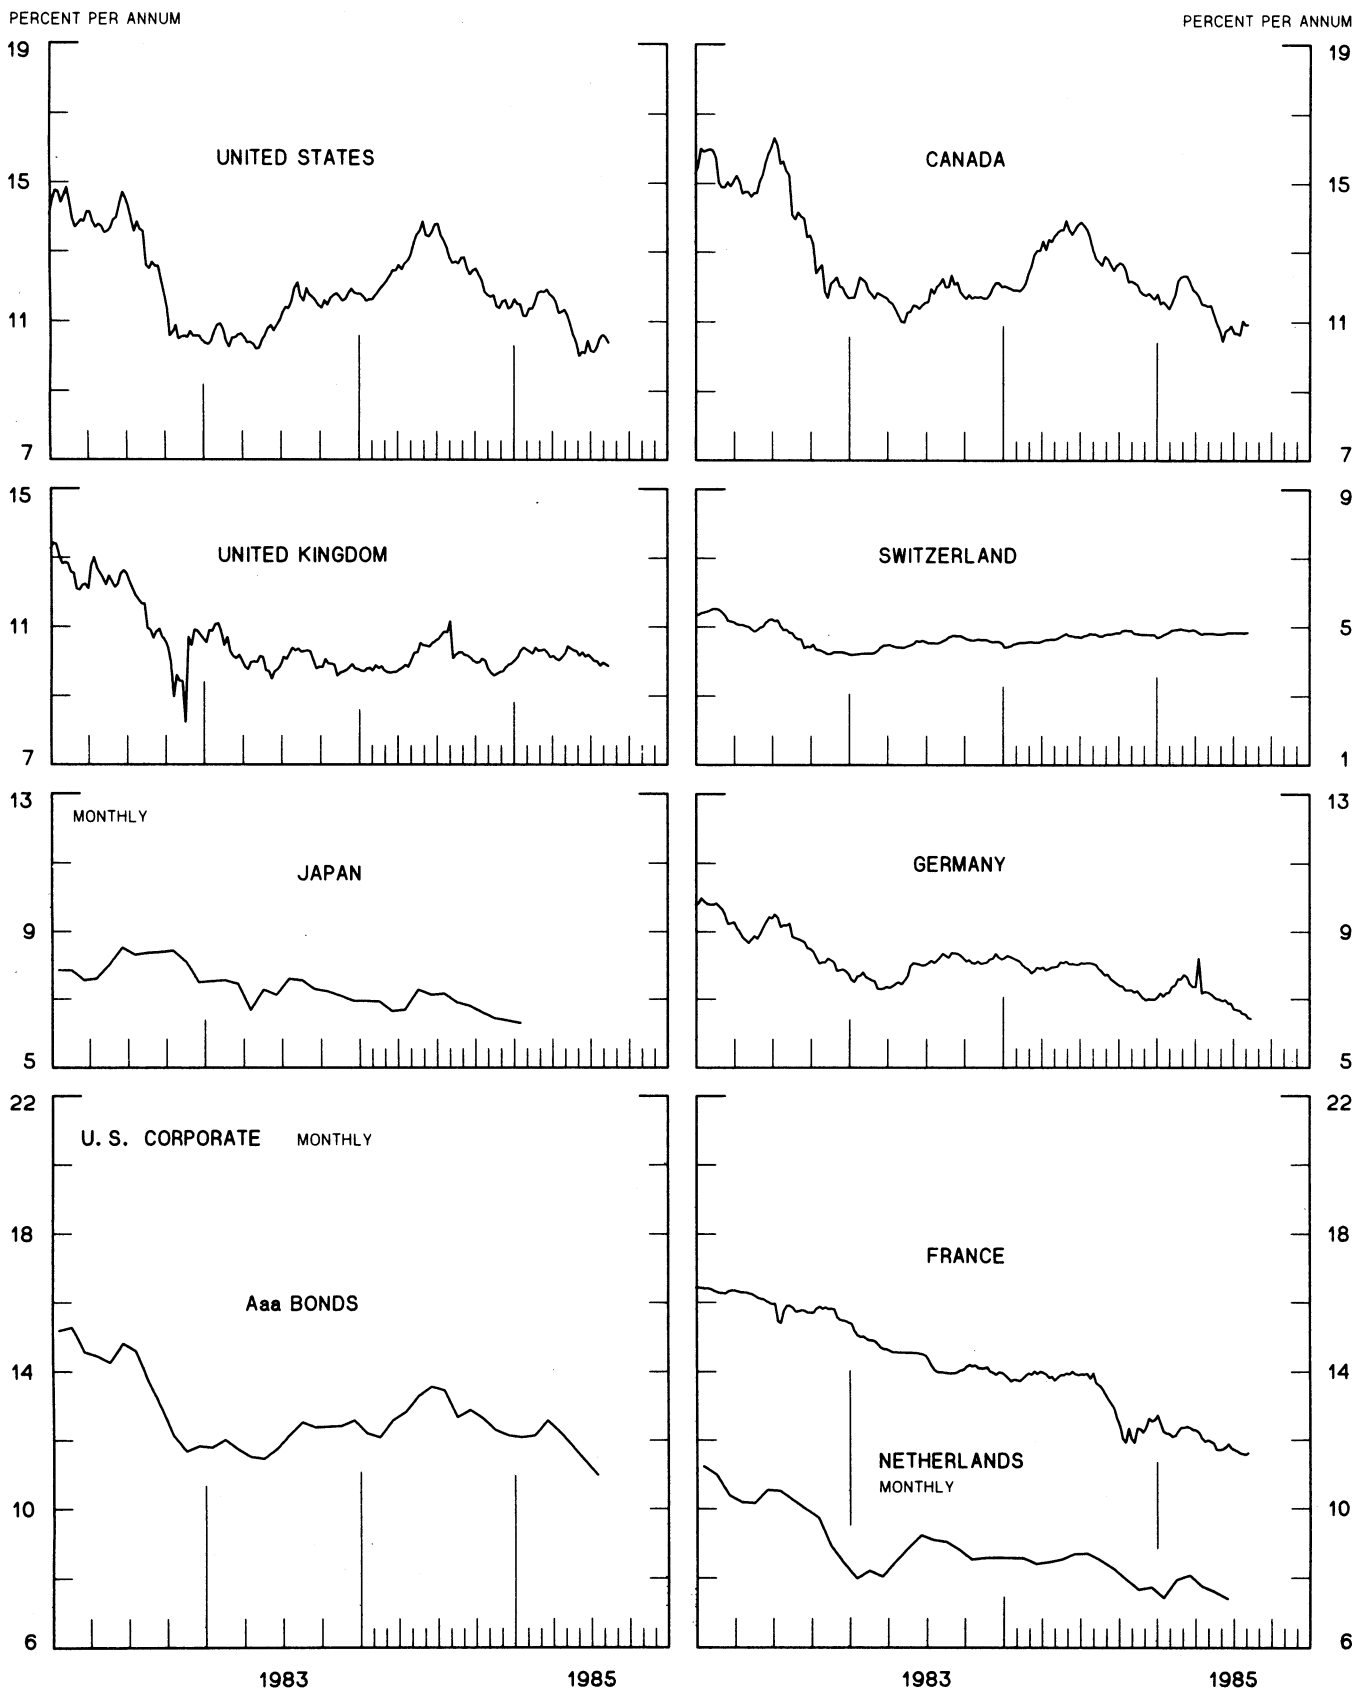 PERCENT PER ANNUM
PERCENT PER ANNUM
19
19
UNITED STATES
CANADA
15
15
11
11
7
7
15
9
UNITED KINGDOM
SWITZERLAND
11
5
7
1
13
13
MONTHLY
JAPAN
GERMANY
9
9
5
5
22
22
U.S. CORPORATE MONTHLY
18
18
FRANCE
Aaa BONDS
14
14
NETHERLANDS
MONTHLY
10
10
6
6
1983
1985
1983
1985